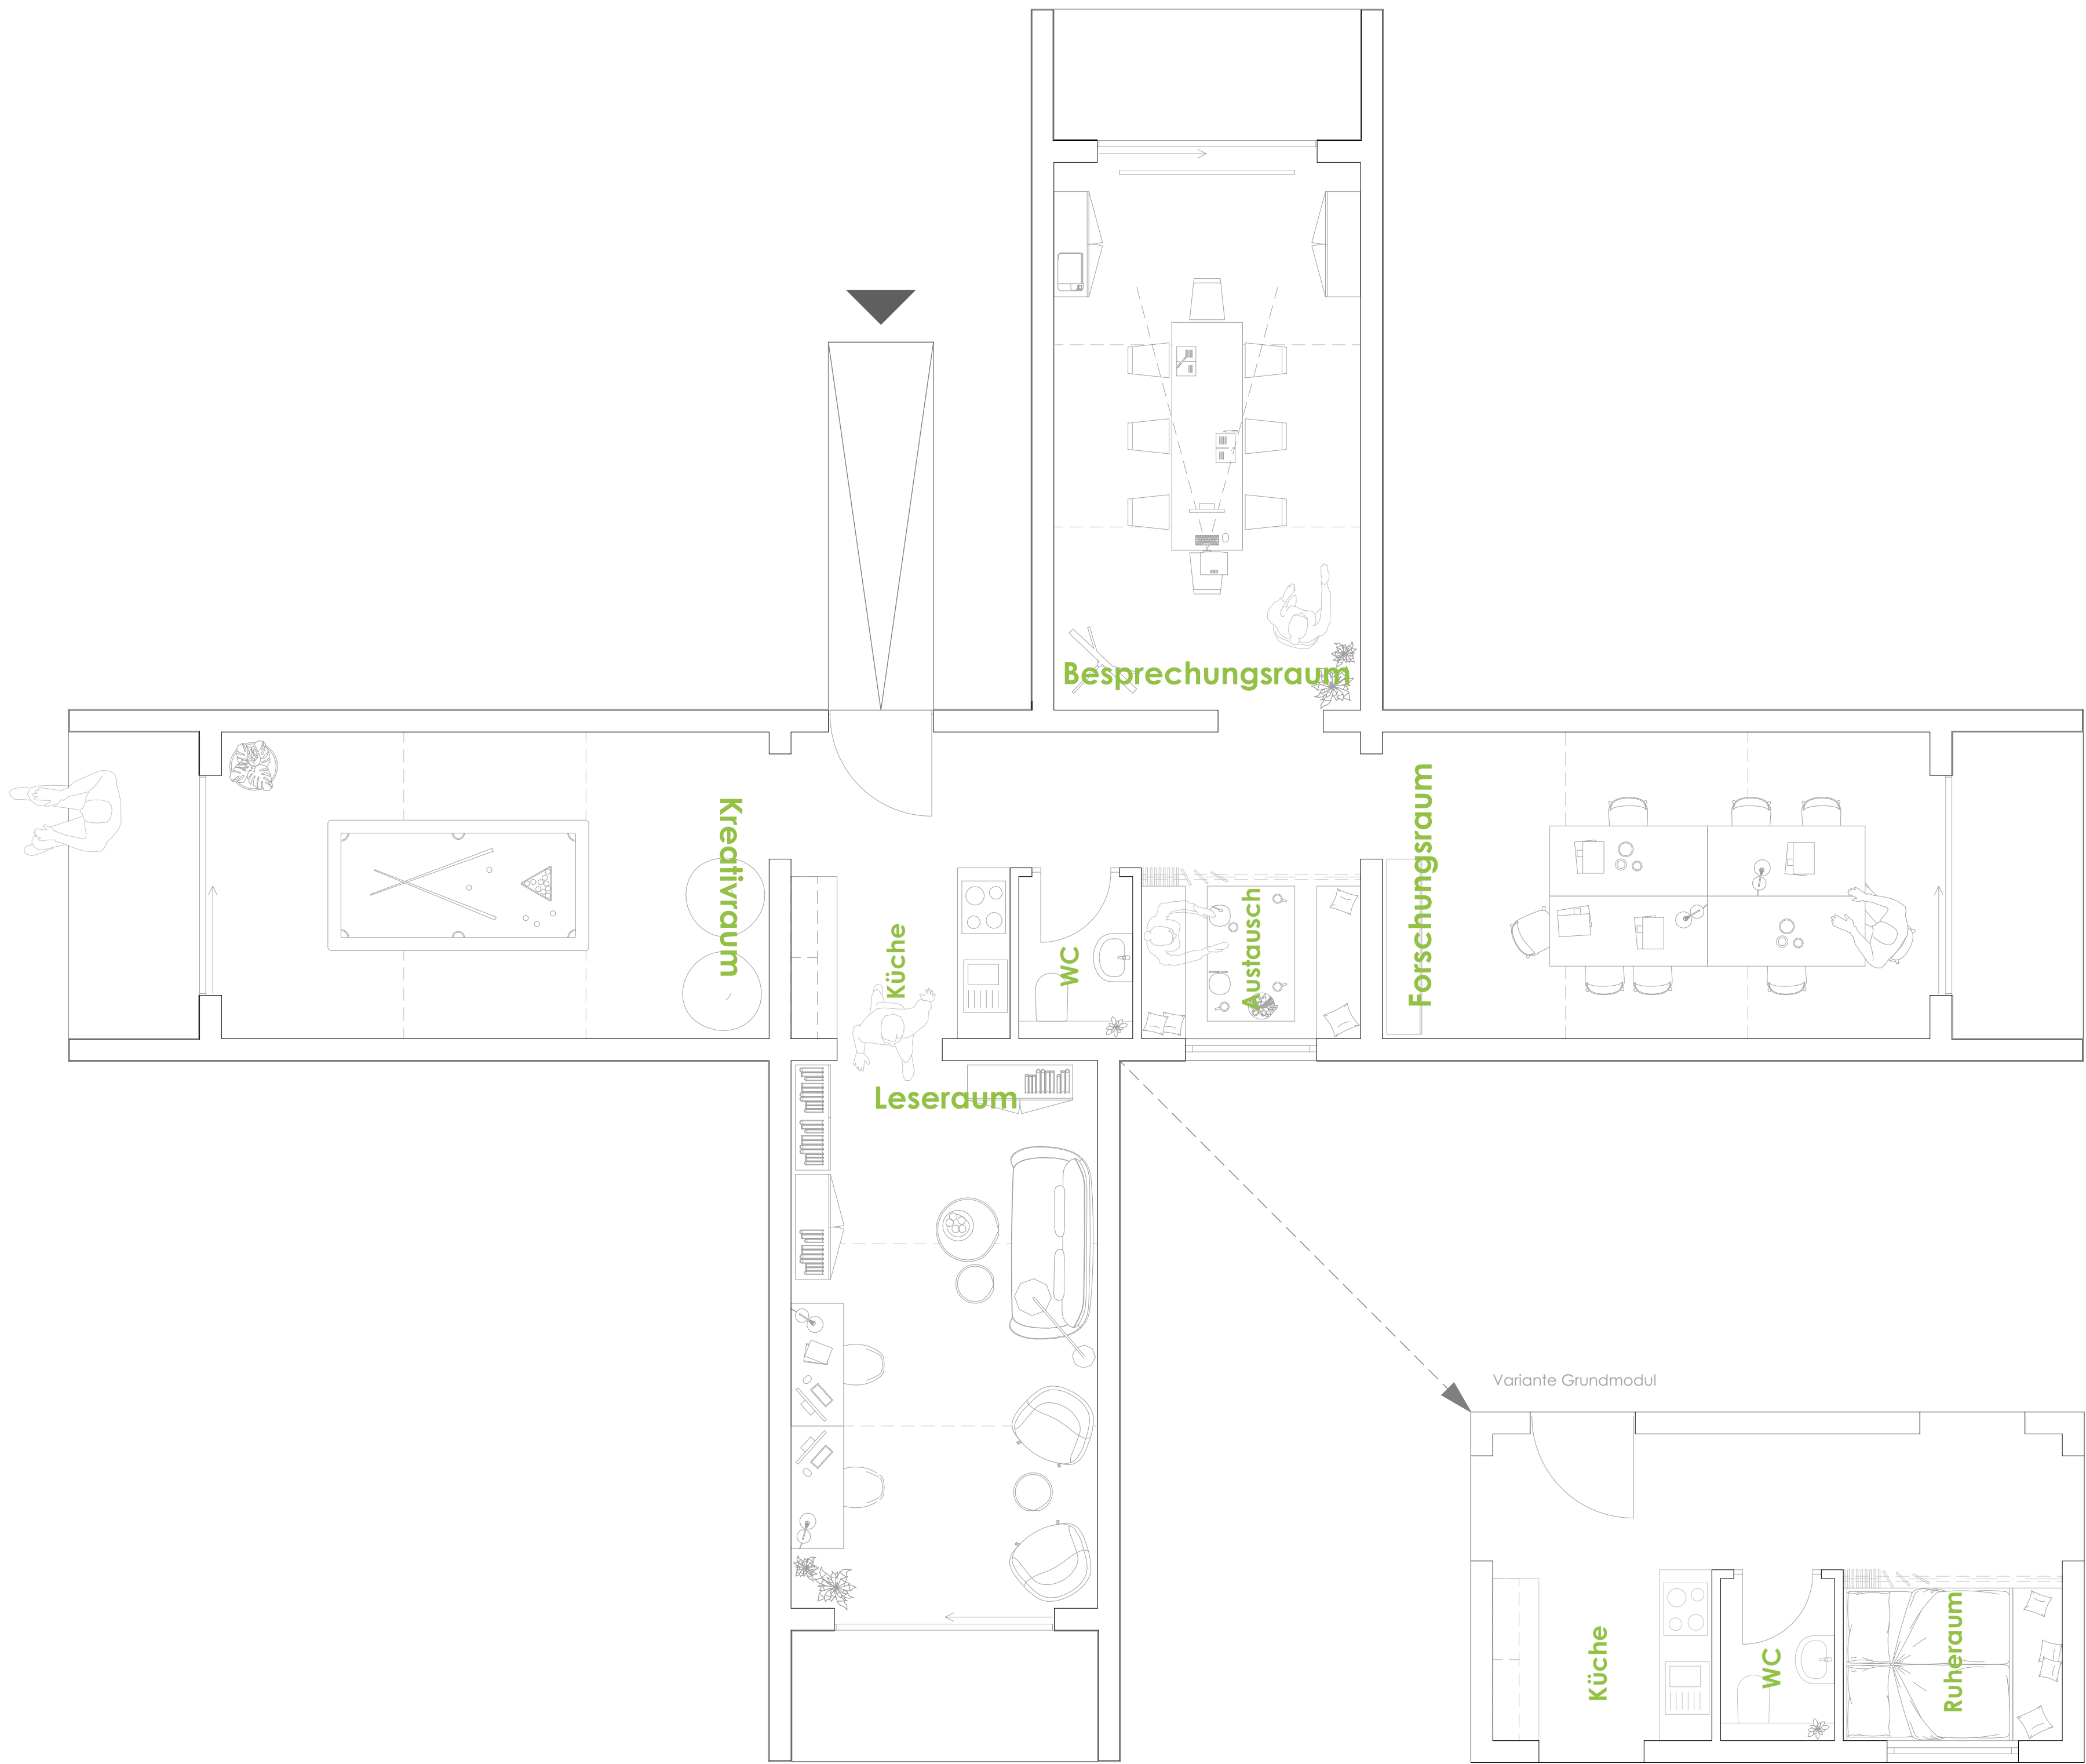 Besprechungsraum
Kreativraum
Küche
WC
Austausch
Forschungsraum
Leseraum
Variante Grundmodul
Küche
WC
Ruheraum